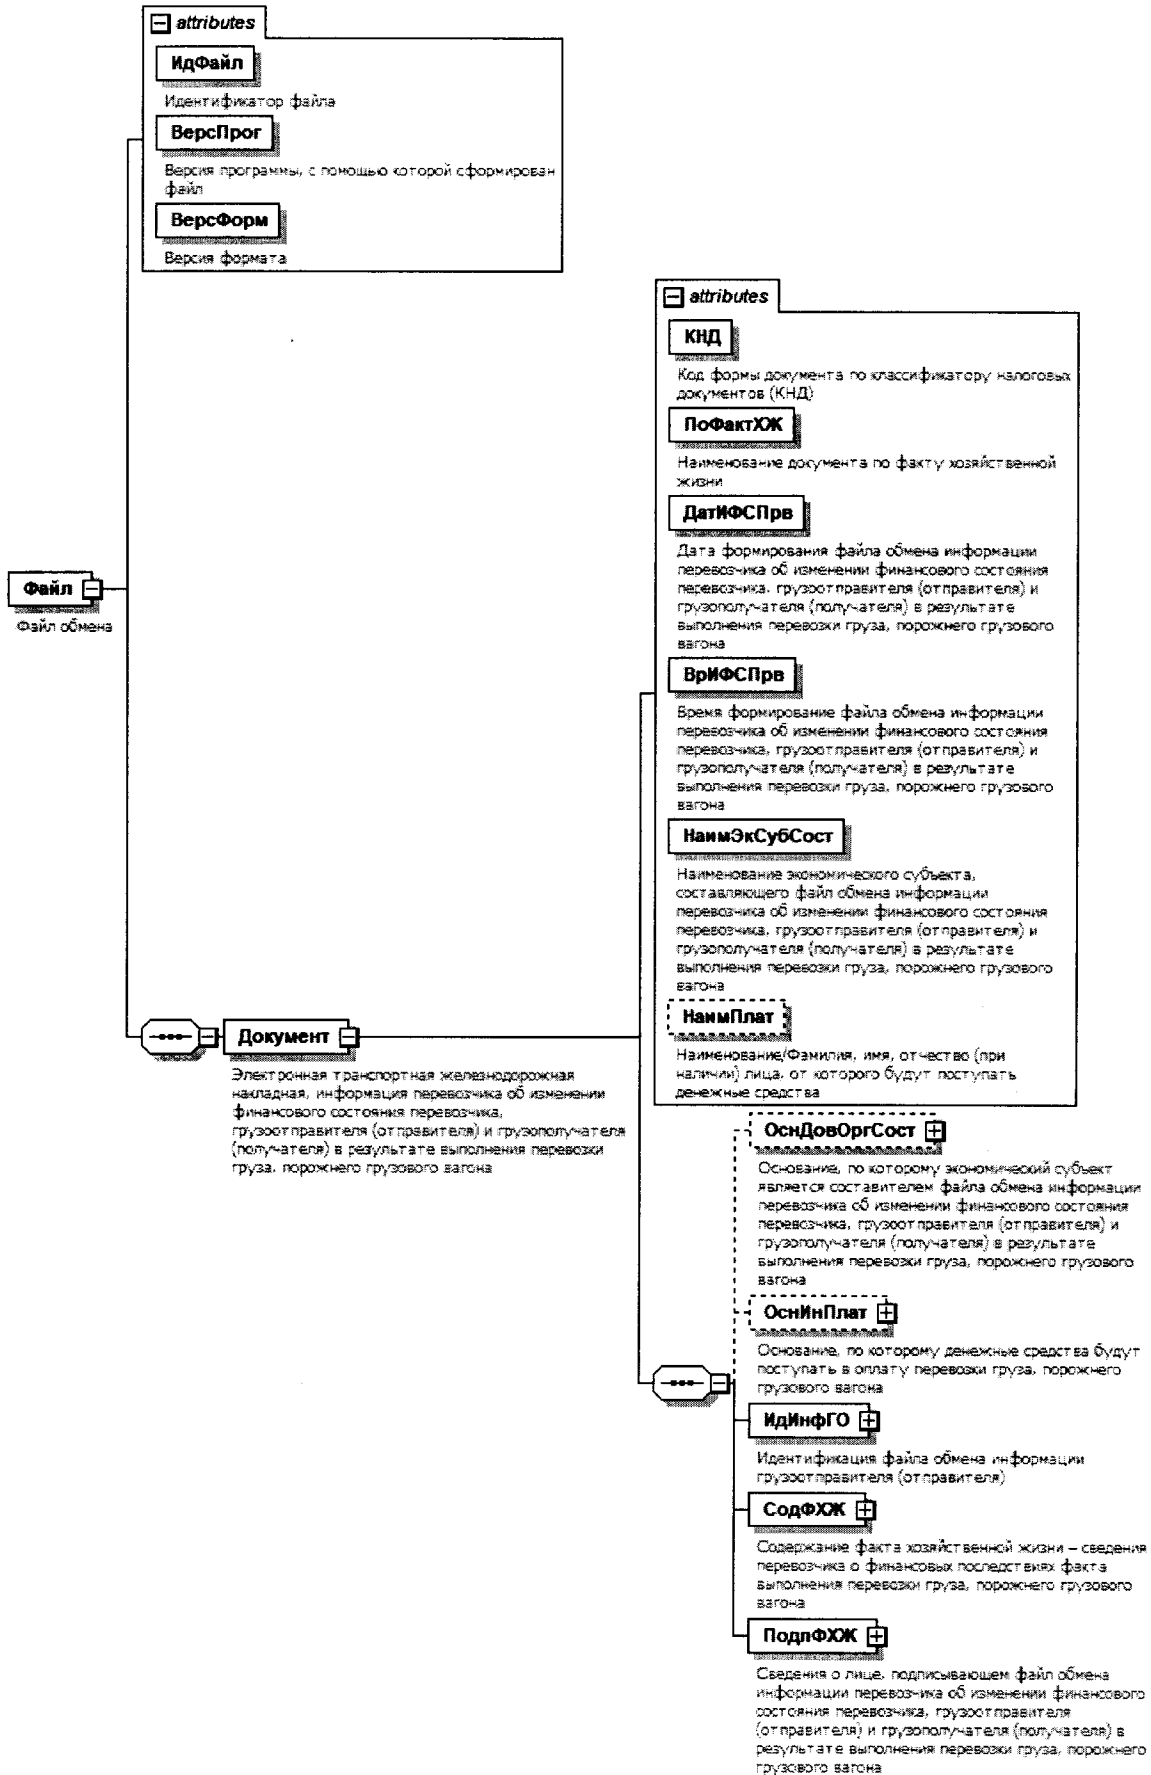 attributes
ИдФайл
Идентификатор файла
ВерсПрог
Версия программы, с помощью которой сформирован
файл
ВерсФорм
Версия формата
Файл
Файл обмена
Документ
Электронная транспортная железнодорожная
накладная, информация перевозчика об изменении
финансового состояния перевозчика,
грузоотправителя (отправителя) и грузополучателя
(получателя) в результате выполнения перевозки
груза, порожнего грузового вагона
attributes
КНД
Код формы документа по классификатору налоговых
документов (КНД)
ПоФактХЖ
Наименование документа по факту хозяйственной
жизни
ДатИФСПрв
Дата формирования файла обмена информации
перевозчика об изменении финансового состояния
перевозчика, грузоотправителя (отправителя) и
грузополучателя (получателя) в результате
выполнения перевозки груза, порожнего грузового
вагона
ВрИФСПрв
Время формирование файла обмена информации
перевозчика об изменении финансового состояния
перевозчика, грузоотправителя (отправителя) и
грузополучателя (получателя) в результате
выполнения перевозки груза, порожнего грузового
вагона
НаимЭкСубСост
Наименование экономического субъекта,
составляющего файл обмена информации
перевозчика об изменении финансового состояния
перевозчика, грузоотправителя (отправителя) и
грузополучателя (получателя) в результате
выполнения перевозки груза, порожнего грузового
вагона
НаимПлат
Наименование/Фамилия, имя, отчество (при
наличии) лица, от которого будут поступать
денежные средства
ОснДовОргСост
Основание, по которому экономический субъект
является составителем файла обмена информации
перевозчика об изменении финансового состояния
перевозчика, грузоотправителя (отправителя) и
грузополучателя (получателя) в результате
выполнения перевозки груза, порожнего грузового
вагона
ОснИнПлат
Основание, по которому денежные средства будут
поступать в оплату перевозки груза, порожнего
грузового вагона
ИдИнфГО
Идентификация файла обмена информации
грузоотправителя (отправителя)
СодФХЖ
Содержание факта хозяйственной жизни – сведения
перевозчика о финансовых последствиях факта
выполнения перевозки груза, порожнего грузового
вагона
ПодпФХЖ
Сведения о лице, подписывающем файл обмена
информации перевозчика об изменении финансового
состояния перевозчика, грузоотправителя
(отправителя) и грузополучателя (получателя) в
результате выполнения перевозки груза, порожнего
грузового вагона